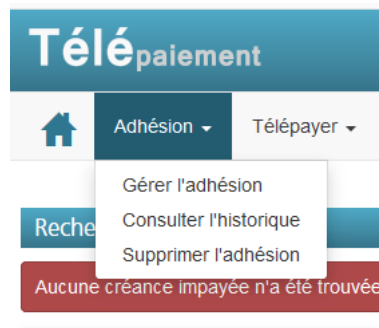 Télépaiement
Adhésion Télépayer
Gérer l'adhésion
Consulter l'historique
Supprimer l'adhésion
Reche
Aucune créance impayée n'a été trouvée